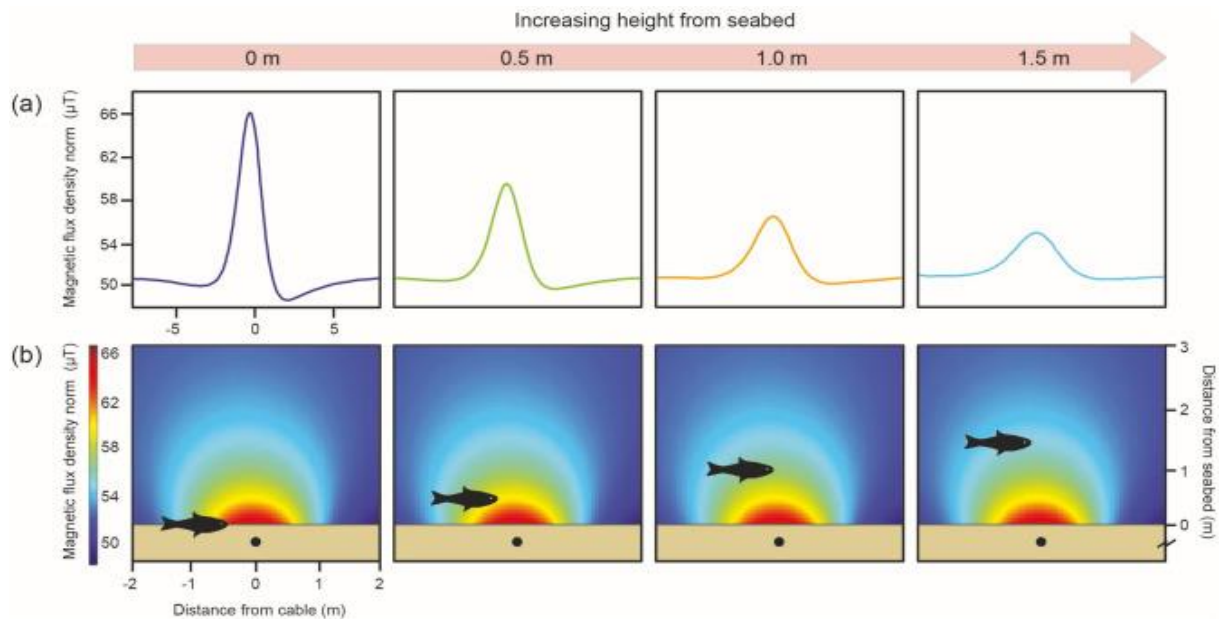 Increasing height from seabed
0 m 0.5 m 1.0 m 1.5 m
(a)
Magnetic flux density norm (µT)
66
62
58
54
50
-5 0 5
(b)
Magnetic flux density norm (µT)
66
62
58
54
50
3
2
1
0
Distance from seabed (m)
-2 -1 0 1 2
Distance from cable (m)